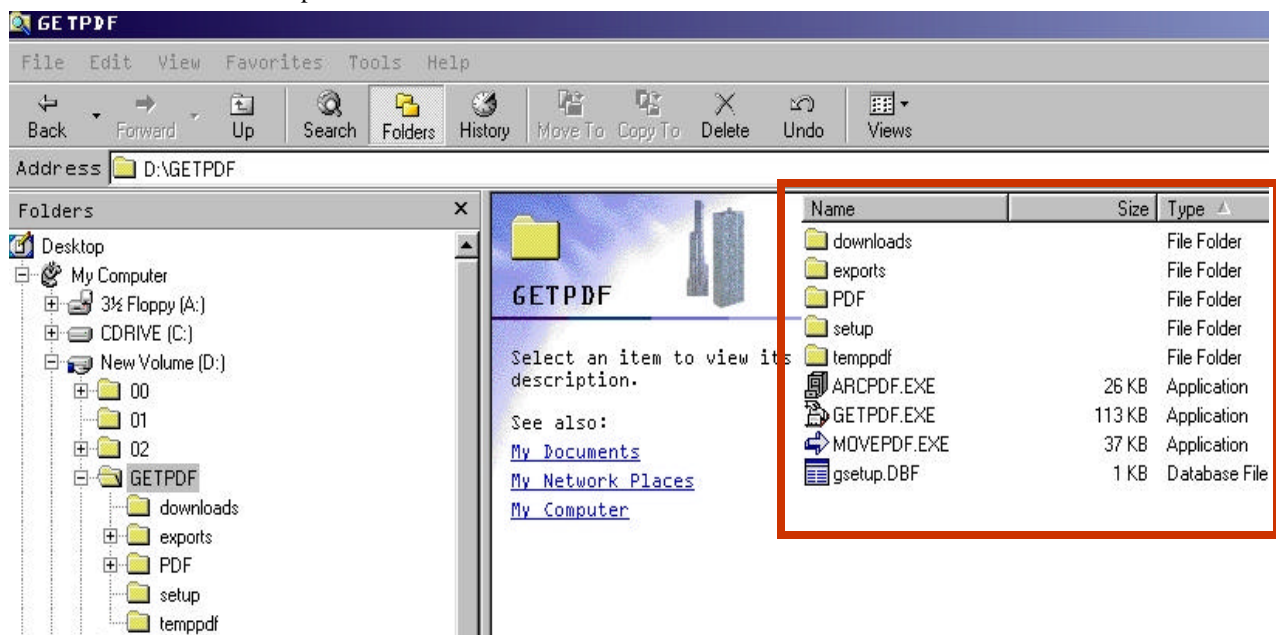 GETPDF
File Edit View Favorites Tools Help
Back Forward Up Search Folders History Move To Copy To Delete Undo Views
Address D:\GETPDF
Folders
Desktop
My Computer
3½ Floppy (A:)
CDRIVE (C:)
New Volume (D:)
00
01
02
GETPDF
downloads
exports
PDF
setup
temppdf
GETPDF
Select an item to view its
description.
See also:
My Documents
My Network Places
My Computer
Name Size Type
downloads File Folder
exports File Folder
PDF File Folder
setup File Folder
temppdf File Folder
ARCPDF.EXE 26 KB Application
GETPDF.EXE 113 KB Application
MOVEPDF.EXE 37 KB Application
gsetup.DBF 1 KB Database File